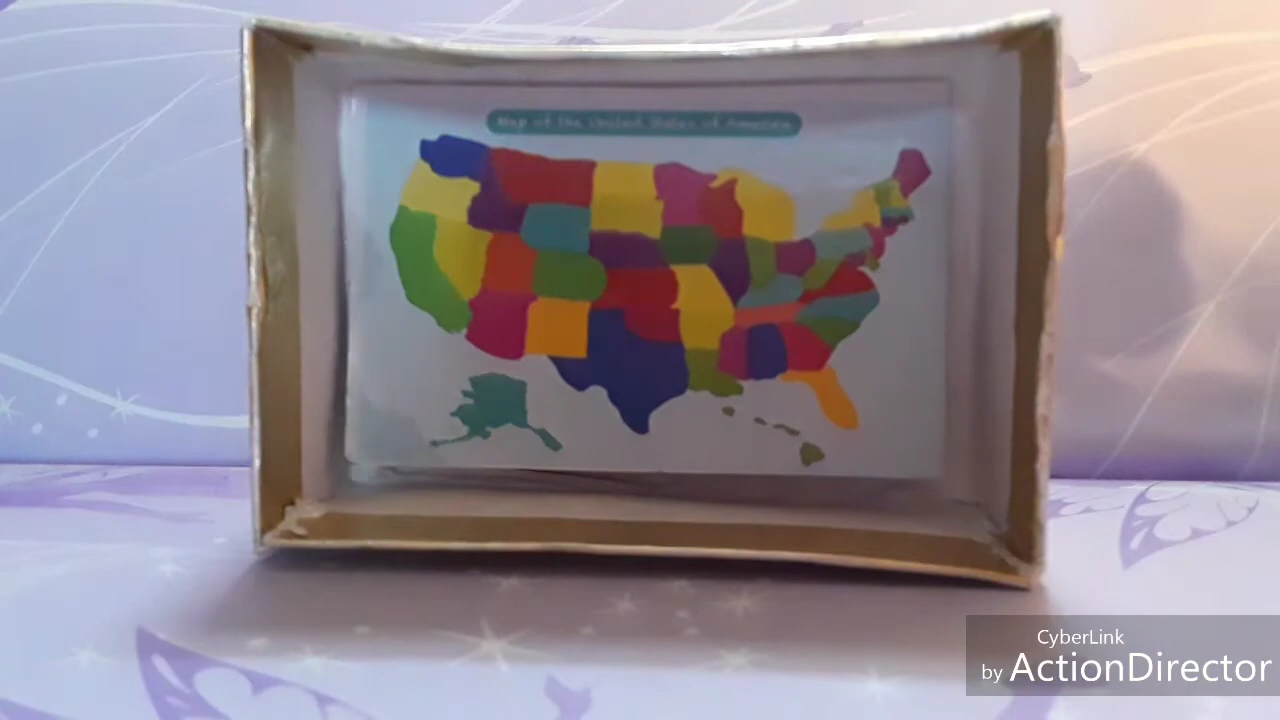 Map of the United States of America
CyberLink
by ActionDirector